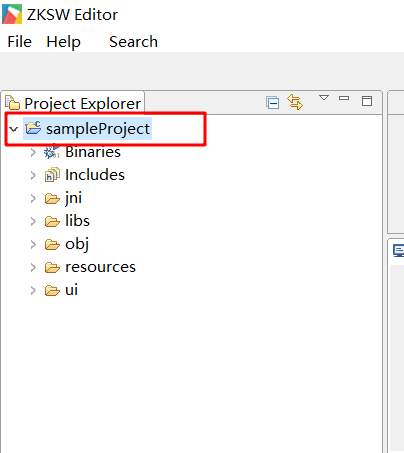 ZKSW Editor
File Help Search
Project Explorer
sampleProject
Binaries
Includes
jni
libs
obj
resources
ui